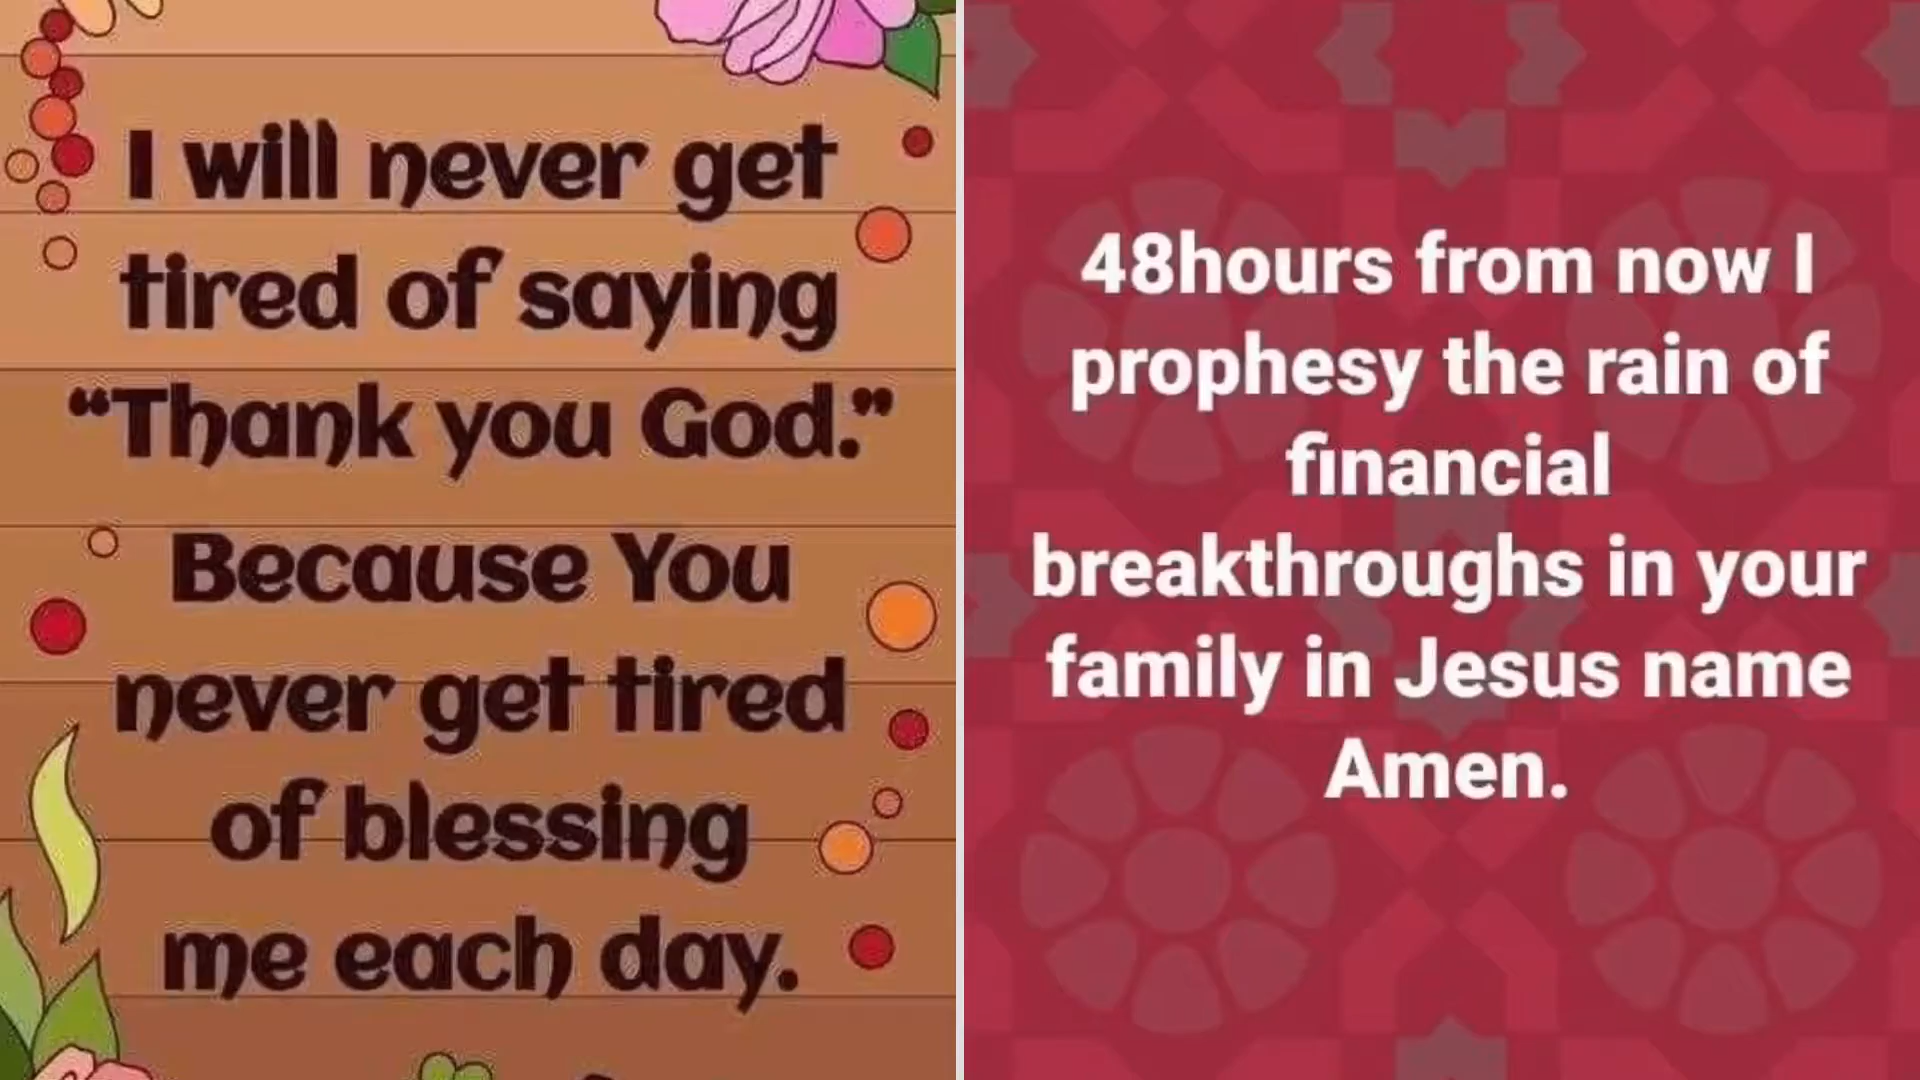 I will never get
tired of saying
“Thank you God.”
Because You
never get tired
of blessing
me each day.
48hours from now I
prophesy the rain of
financial
breakthroughs in your
family in Jesus name
Amen.